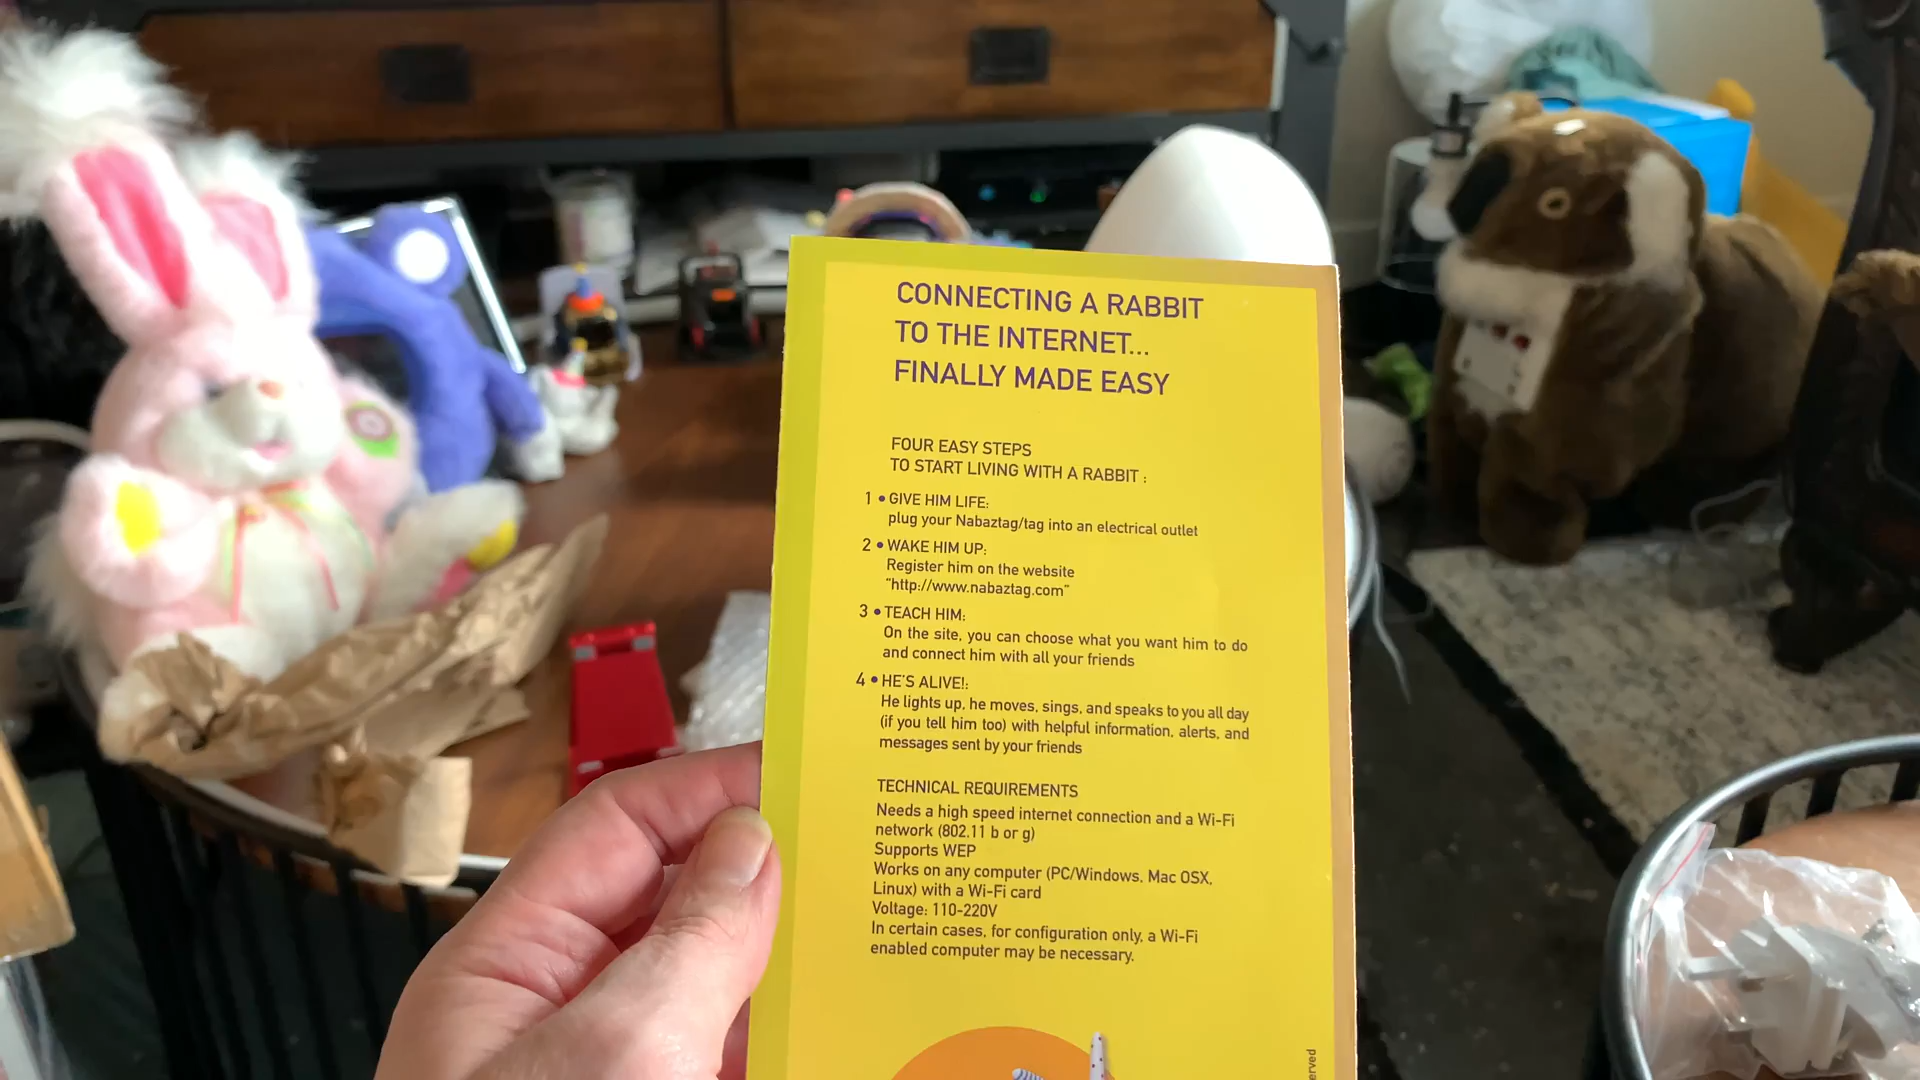 CONNECTING A RABBIT
TO THE INTERNET...
FINALLY MADE EASY
FOUR EASY STEPS
TO START LIVING WITH A RABBIT :
1 • GIVE HIM LIFE:
plug your Nabaztag/tag into an electrical outlet
2 • WAKE HIM UP:
Register him on the website
"http://www.nabaztag.com"
3 • TEACH HIM:
On the site, you can choose what you want him to do
and connect him with all your friends
4 • HE'S ALIVE!:
He lights up, he moves, sings, and speaks to you all day
(if you tell him too) with helpful information, alerts, and
messages sent by your friends
TECHNICAL REQUIREMENTS
Needs a high speed internet connection and a Wi-Fi
network (802.11 b or g)
Supports WEP
Works on any computer (PC/Windows, Mac OSX,
Linux) with a Wi-Fi card
Voltage: 110-220V
In certain cases, for configuration only, a Wi-Fi
enabled computer may be necessary.
erved